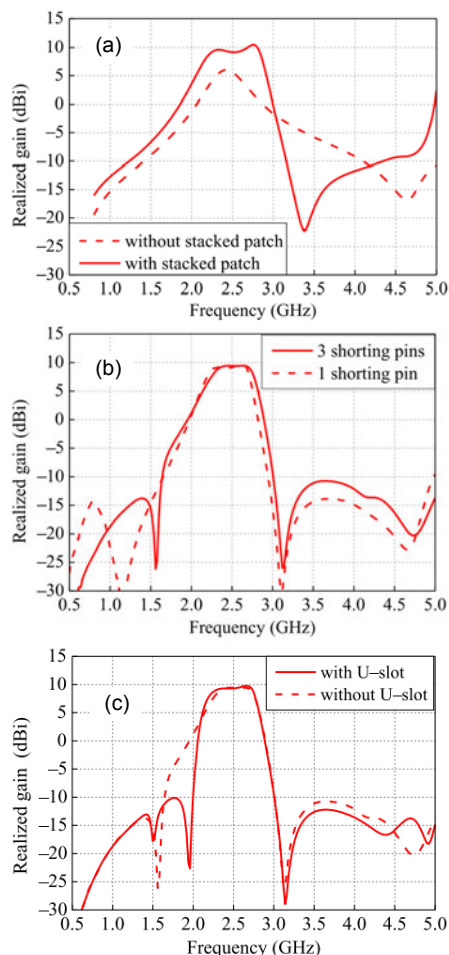 (a)
Realized gain (dBi)
15
10
5
0
−5
−10
−15
−20
−25
−30
without stacked patch
with stacked patch
0.5 1.0 1.5 2.0 2.5 3.0 3.5 4.0 4.5 5.0
Frequency (GHz)
(b)
Realized gain (dBi)
15
10
5
0
−5
−10
−15
−20
−25
−30
3 shorting pins
1 shorting pin
0.5 1.0 1.5 2.0 2.5 3.0 3.5 4.0 4.5 5.0
Frequency (GHz)
(c)
Realized gain (dBi)
15
10
5
0
−5
−10
−15
−20
−25
−30
with U−slot
without U−slot
0.5 1.0 1.5 2.0 2.5 3.0 3.5 4.0 4.5 5.0
Frequency (GHz)